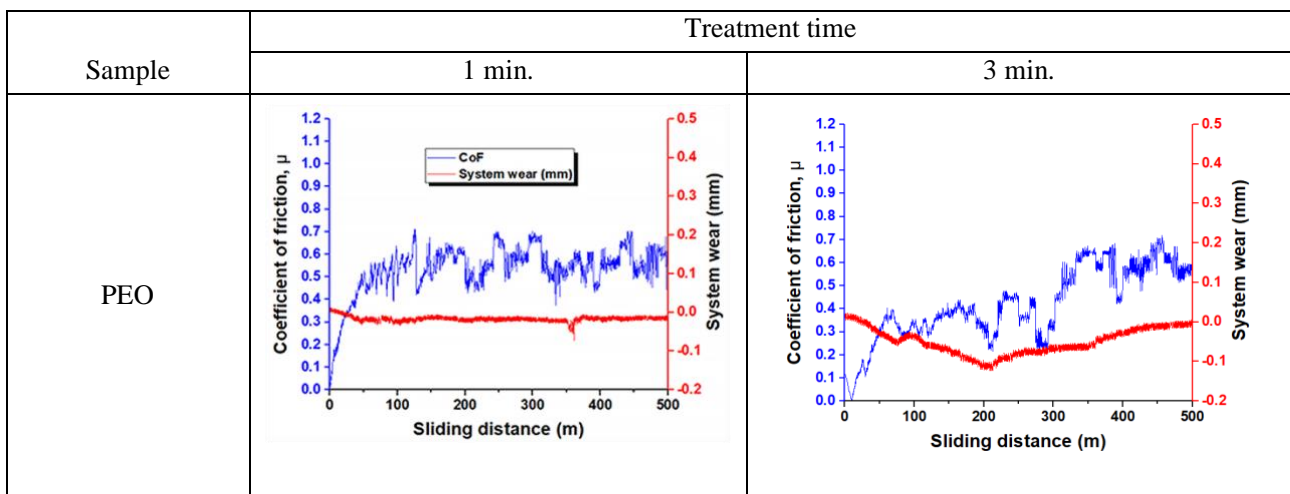 Sample
Treatment time
1 min.
3 min.
PEO
1.2
1.1
1.0
0.9
0.8
0.7
0.6
0.5
0.4
0.3
0.2
0.1
0.0
Coefficient of friction, μ
CoF
System wear (mm)
0.5
0.4
0.3
0.2
0.1
0.0
-0.1
-0.2
System wear (mm)
0 100 200 300 400 500
Sliding distance (m)
1.2
1.1
1.0
0.9
0.8
0.7
0.6
0.5
0.4
0.3
0.2
0.1
0.0
Coefficient of friction, μ
0.5
0.4
0.3
0.2
0.1
0.0
-0.1
-0.2
System wear (mm)
0 100 200 300 400 500
Sliding distance (m)